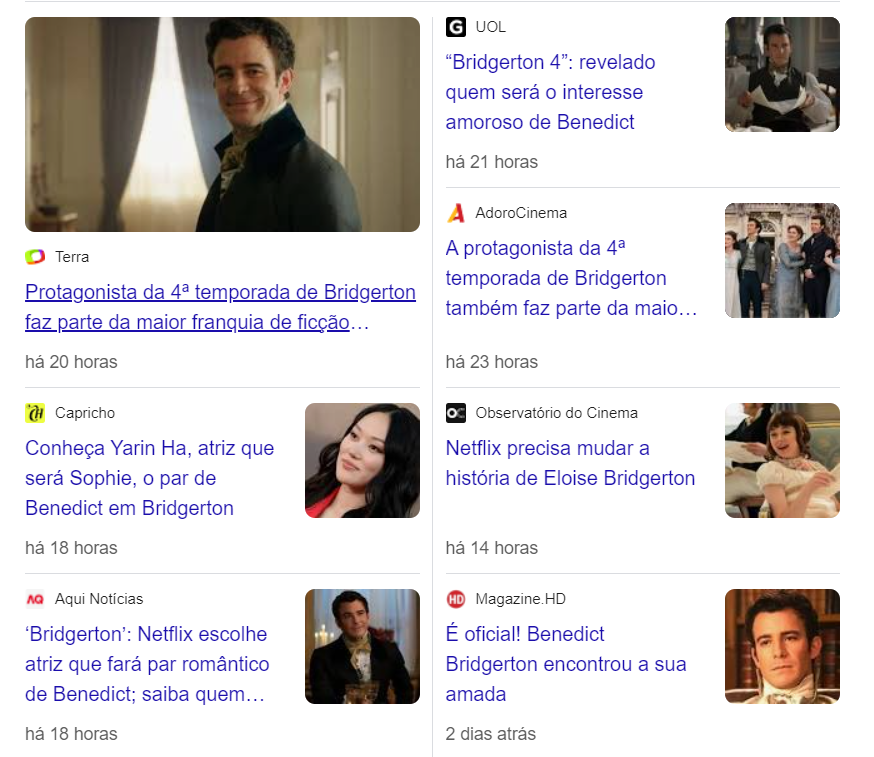 Terra
Protagonista da 4ª temporada de Bridgerton
faz parte da maior franquia de ficção…
há 20 horas
CH Capricho
Conheça Yarin Ha, atriz que
será Sophie, o par de
Benedict em Bridgerton
há 18 horas
AQ Aqui Notícias
‘Bridgerton’: Netflix escolhe
atriz que fará par romântico
de Benedict; saiba quem…
há 18 horas
G UOL
“Bridgerton 4”: revelado
quem será o interesse
amoroso de Benedict
há 21 horas
AdoroCinema
A protagonista da 4ª
temporada de Bridgerton
também faz parte da maio…
há 23 horas
OC Observatório do Cinema
Netflix precisa mudar a
história de Eloise Bridgerton
há 14 horas
HD Magazine.HD
É oficial! Benedict
Bridgerton encontrou a sua
amada
2 dias atrás